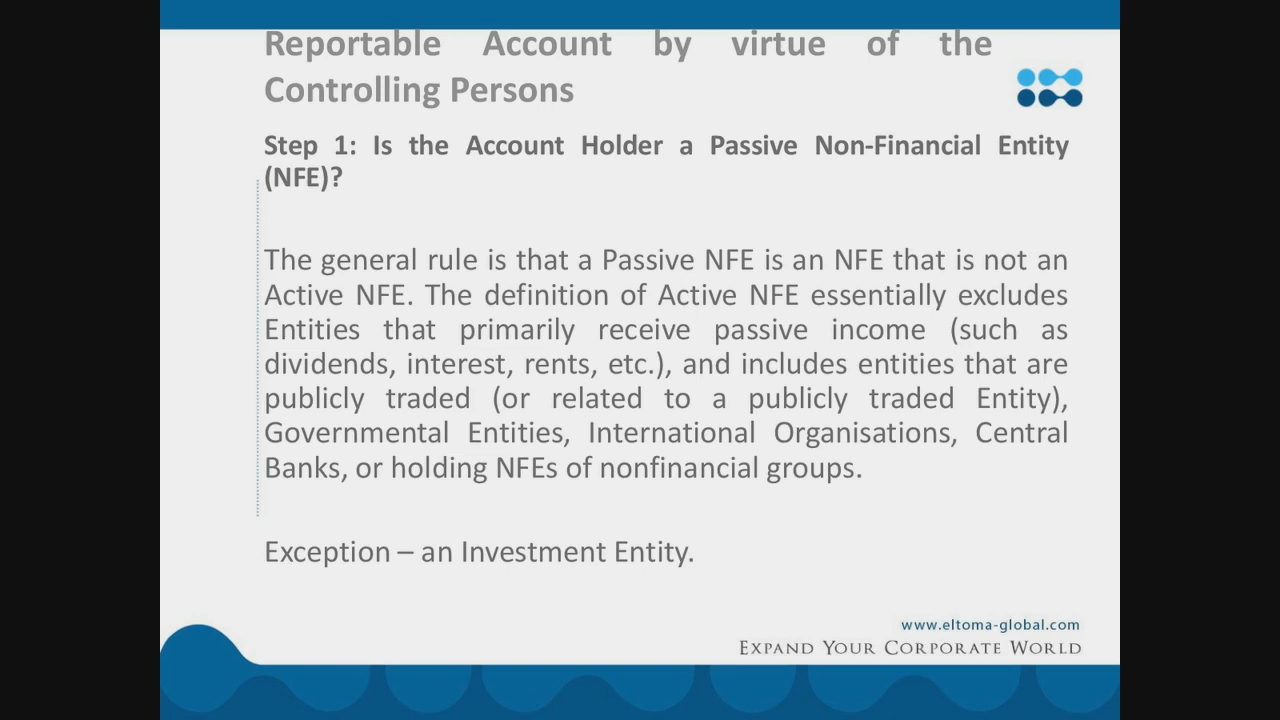 Reportable Account by virtue of the
Controlling Persons
Step 1: Is the Account Holder a Passive Non-Financial Entity
(NFE)?
The general rule is that a Passive NFE is an NFE that is not an
Active NFE. The definition of Active NFE essentially excludes
Entities that primarily receive passive income (such as
dividends, interest, rents, etc.), and includes entities that are
publicly traded (or related to a publicly traded Entity),
Governmental Entities, International Organisations, Central
Banks, or holding NFEs of nonfinancial groups.
Exception – an Investment Entity.
www.eltoma-global.com
Expand Your Corporate World